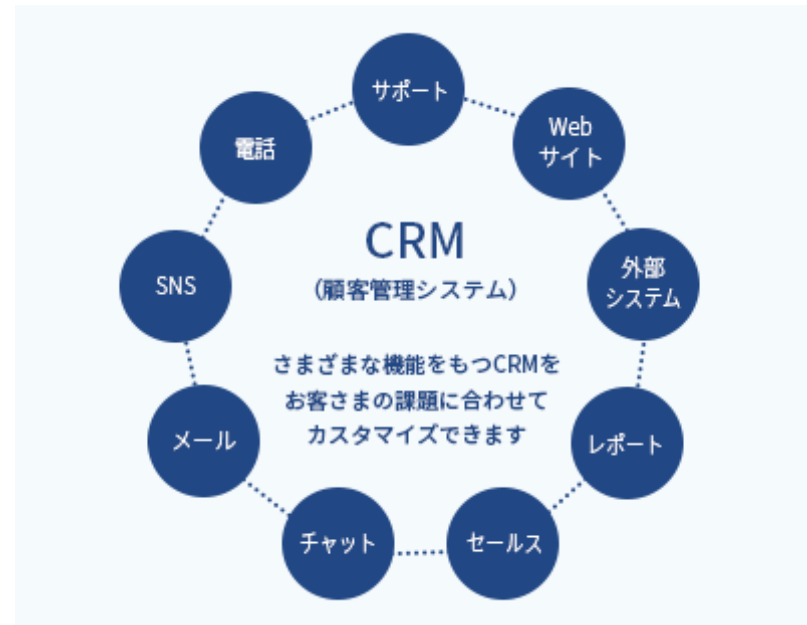 サポート
Web
サイト
電話
CRM
(顧客管理システム)
外部
システム
SNS
さまざまな機能をもつCRMを
お客さまの課題に合わせて
カスタマイズできます
メール
レポート
チャット
セールス